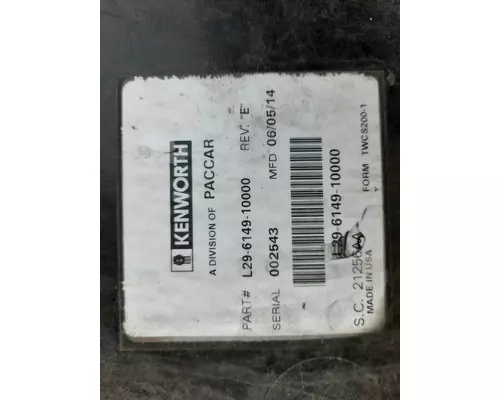 KENWORTH
A DIVISION OF PACCAR
PART# L29-6149-10000 REV. "E"
SERIAL 002543 MFD 06/05/14
L29-6149-10000
S.C. FORM TWCS200-1
MADE IN USA